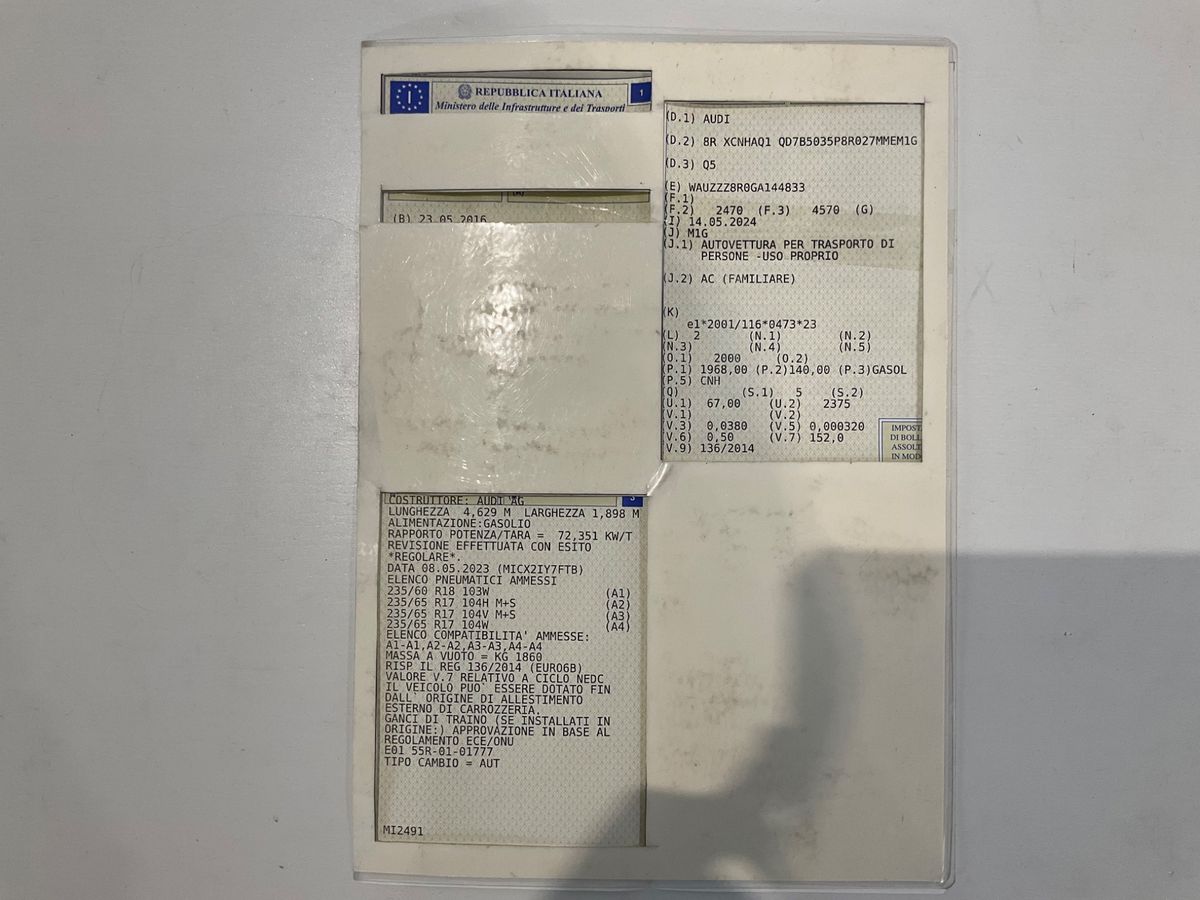 REPUBBLICA ITALIANA
1
Ministero delle Infrastrutture e dei Trasporti
(B) 23.05.2016
(D.1) AUDI
(D.2) 8R XCNHAQ1 QD7B5035P8R027MMEM1G
(D.3) Q5
(E) WAUZZZ8R0GA144833
(F.1)
(F.2) 2470 (F.3) 4570 (G)
(I) 14.05.2024
(J) M1G
(J.1) AUTOVETTURA PER TRASPORTO DI
PERSONE -USO PROPRIO
(J.2) AC (FAMILIARE)
(K)
e1*2001/116*0473*23
(L) 2 (N.1) (N.2)
(N.3) (N.4) (N.5)
(O.1) 2000 (O.2)
(P.1) 1968,00 (P.2)140,00 (P.3)GASOL
(P.5) CNH
(Q) (S.1) 5 (S.2)
(U.1) 67,00 (U.2) 2375
(V.1) (V.2)
(V.3) 0,0380 (V.5) 0,000320
(V.6) 0,50 (V.7) 152,0
(V.9) 136/2014
IMPOST
DI BOLL
ASSOLT
IN MOD
COSTRUTTORE: AUDI AG
3
LUNGHEZZA 4,629 M LARGHEZZA 1,898 M
ALIMENTAZIONE:GASOLIO
RAPPORTO POTENZA/TARA = 72,351 KW/T
REVISIONE EFFETTUATA CON ESITO
*REGOLARE*.
DATA 08.05.2023 (MICX2IY7FTB)
ELENCO PNEUMATICI AMMESSI
235/60 R18 103W (A1)
235/65 R17 104H M+S (A2)
235/65 R17 104V M+S (A3)
235/65 R17 104W (A4)
ELENCO COMPATIBILITA' AMMESSE:
A1-A1,A2-A2,A3-A3,A4-A4
MASSA A VUOTO = KG 1860
RISP IL REG 136/2014 (EURO6B)
VALORE V.7 RELATIVO A CICLO NEDC
IL VEICOLO PUO` ESSERE DOTATO FIN
DALL` ORIGINE DI ALLESTIMENTO
ESTERNO DI CARROZZERIA.
GANCI DI TRAINO (SE INSTALLATI IN
ORIGINE:) APPROVAZIONE IN BASE AL
REGOLAMENTO ECE/ONU
E01 55R-01-01777
TIPO CAMBIO = AUT
MI2491